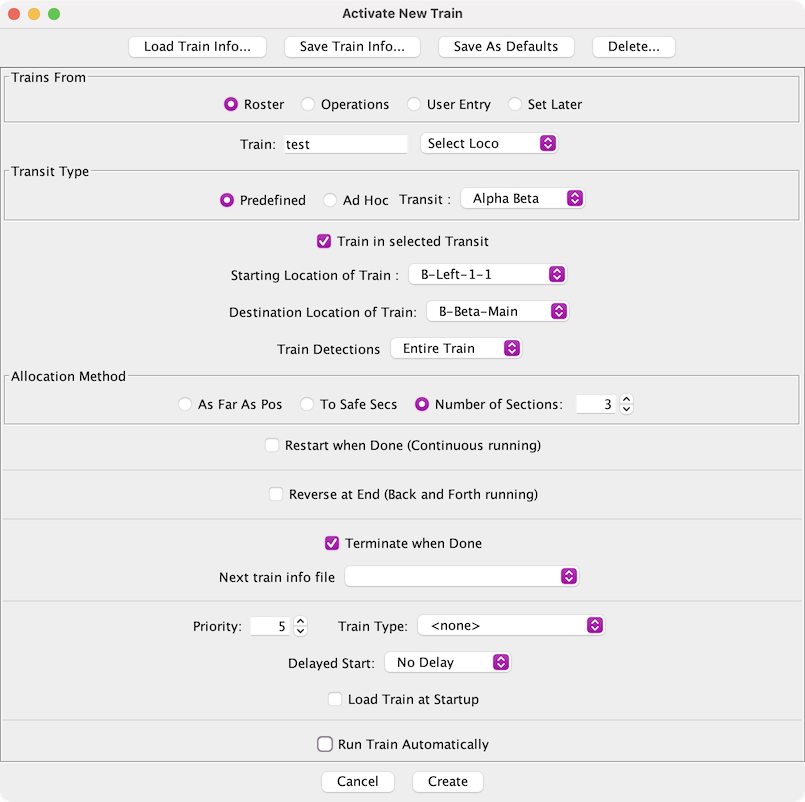 Activate New Train
Load Train Info... Save Train Info... Save As Defaults Delete...
Trains From
Roster Operations User Entry Set Later
Train: test Select Loco
Transit Type
Predefined Ad Hoc Transit : Alpha Beta
Train in selected Transit
Starting Location of Train : B-Left-1-1
Destination Location of Train: B-Beta-Main
Train Detections Entire Train
Allocation Method
As Far As Pos To Safe Secs Number of Sections: 3
Restart when Done (Continuous running)
Reverse at End (Back and Forth running)
Terminate when Done
Next train info file
Priority: 5 Train Type: <none>
Delayed Start: No Delay
Load Train at Startup
Run Train Automatically
Cancel Create